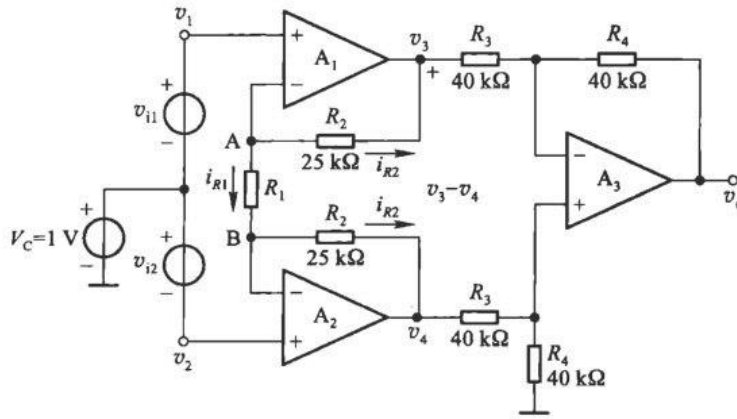 v1
+
A1
−
v3
+
R3
40 kΩ
R4
40 kΩ
+
vi1
−
A
R2
25 kΩ
iR2
iR1
R1
v3−v4
−
A3
+
+
VC=1 V
−
+
vi2
−
B
R2
iR2
25 kΩ
−
A2
+
v2
v4
R3
40 kΩ
R4
40 kΩ